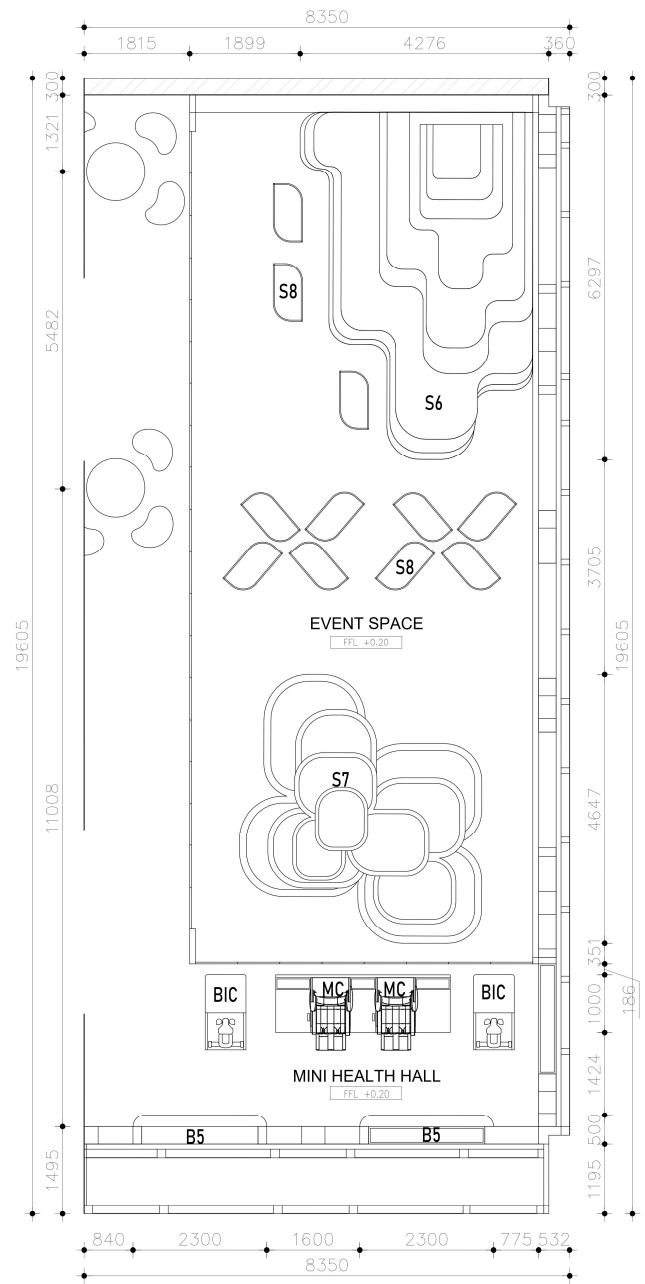 8350
1815 1899 4276 360
300 300
1321
6297
S8
5482
S6
S8
3705
EVENT SPACE
FFL +0.20
19605 19605
S7
11008
4647
351
BIC MC MC BIC
1000
186
MINI HEALTH HALL
1424
FFL +0.20
B5 B5
500
1495
1195
840 2300 1600 2300 775 532
8350